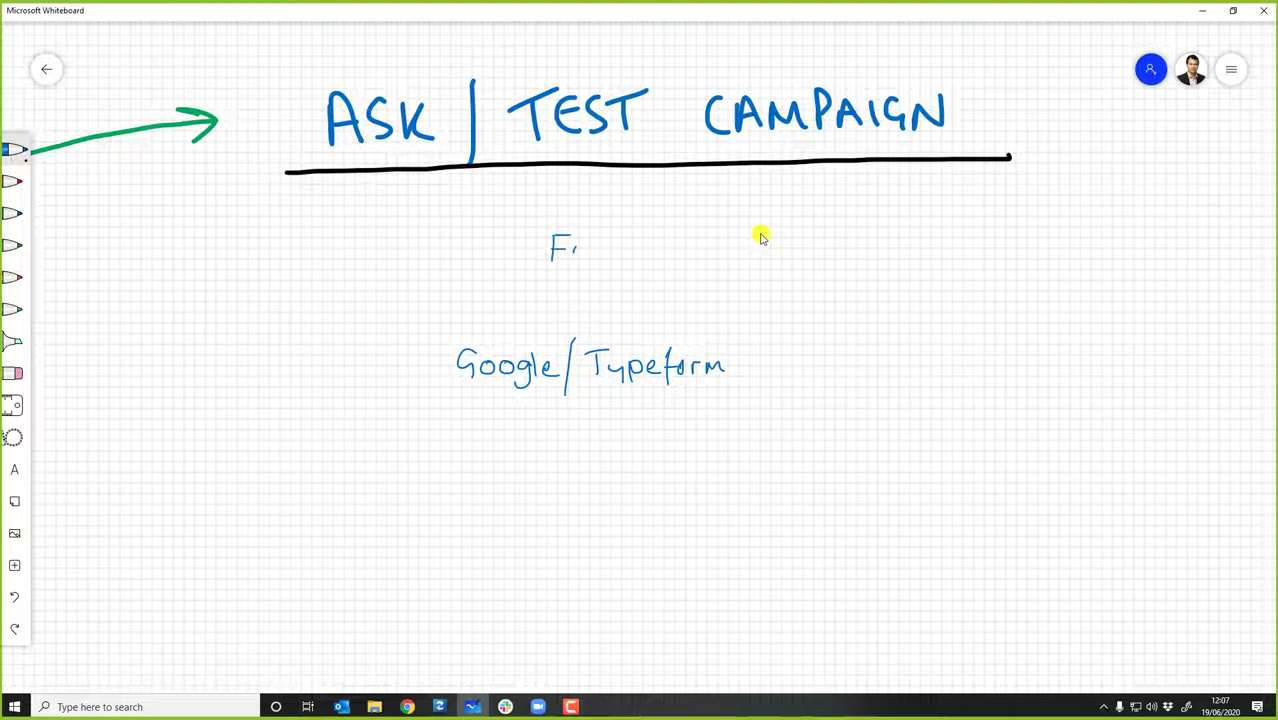 Microsoft Whiteboard
ASK | TEST CAMPAIGN
Google/Typeform
A
Type here to search
12:07
19/06/2020